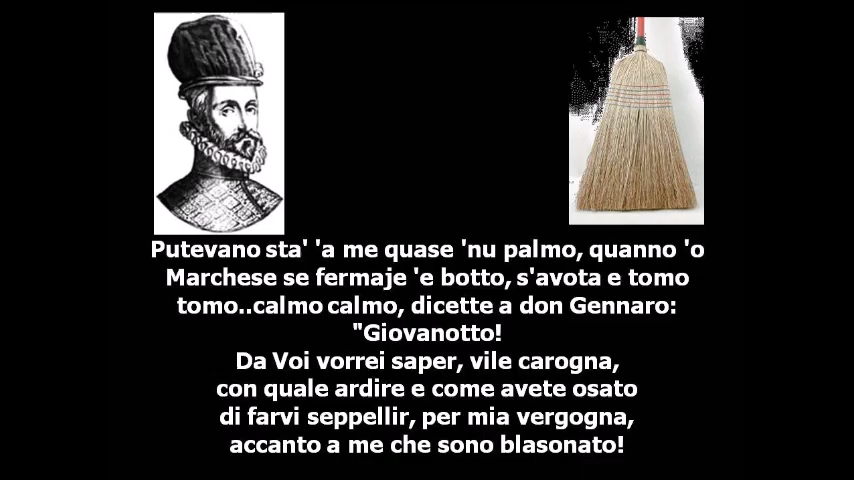 Putevano sta' 'a me quase 'nu palmo, quanno 'o
Marchese se fermaje 'e botto, s'avota e tomo
tomo..calmo calmo, dicette a don Gennaro:
"Giovanotto!
Da Voi vorrei saper, vile carogna,
con quale ardire e come avete osato
di farvi seppellir, per mia vergogna,
accanto a me che sono blasonato!